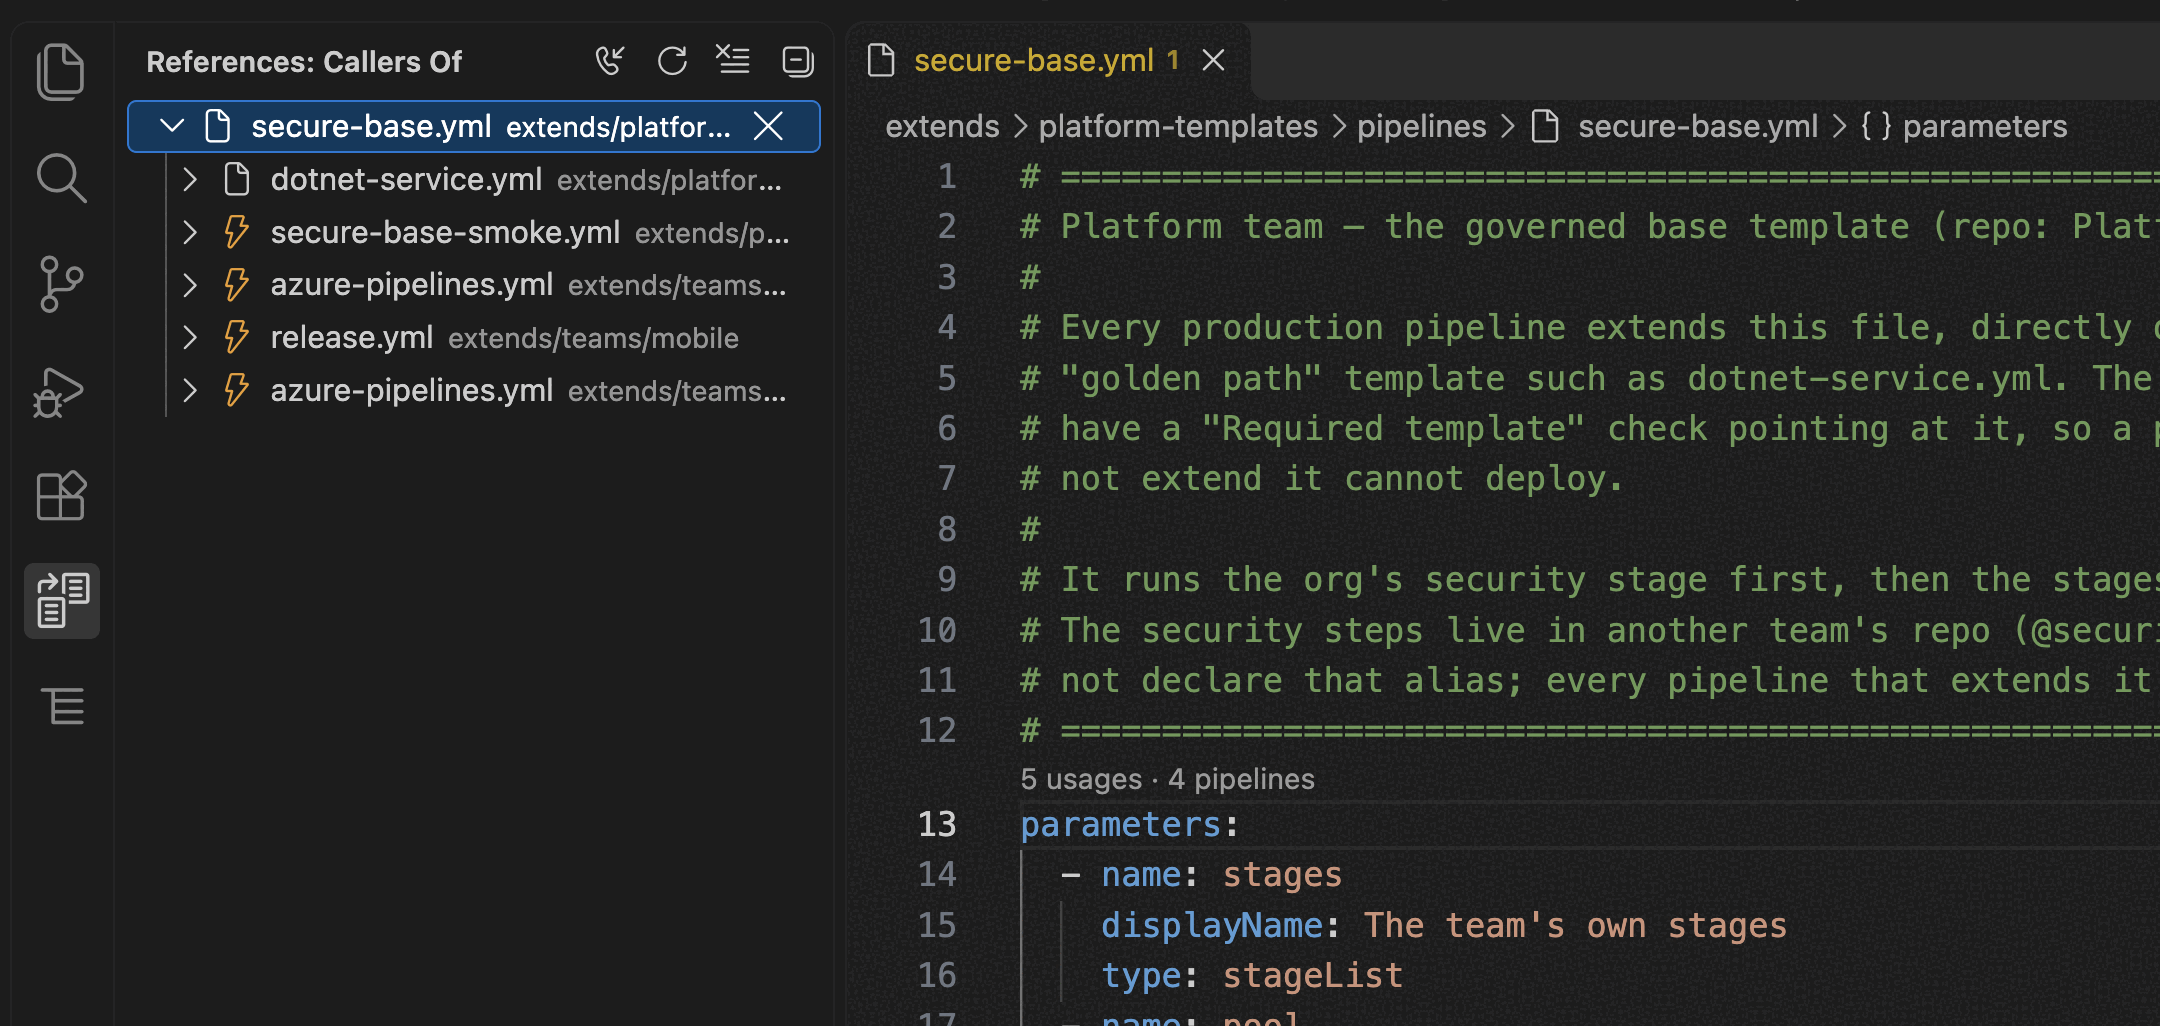 References: Callers Of
secure-base.yml extends/platfor...
dotnet-service.yml extends/platfor...
secure-base-smoke.yml extends/p...
azure-pipelines.yml extends/teams...
release.yml extends/teams/mobile
azure-pipelines.yml extends/teams...
secure-base.yml 1
extends > platform-templates > pipelines > secure-base.yml > {} parameters
1 # ======================================================
2 # Platform team — the governed base template (repo: Plat
3 #
4 # Every production pipeline extends this file, directly
5 # "golden path" template such as dotnet-service.yml. The
6 # have a "Required template" check pointing at it, so a
7 # not extend it cannot deploy.
8 #
9 # It runs the org's security stage first, then the stages
10 # The security steps live in another team's repo (@securi
11 # not declare that alias; every pipeline that extends it
12 # ======================================================
5 usages · 4 pipelines
13 parameters:
14 - name: stages
15 displayName: The team's own stages
16 type: stageList
17 - name: pool